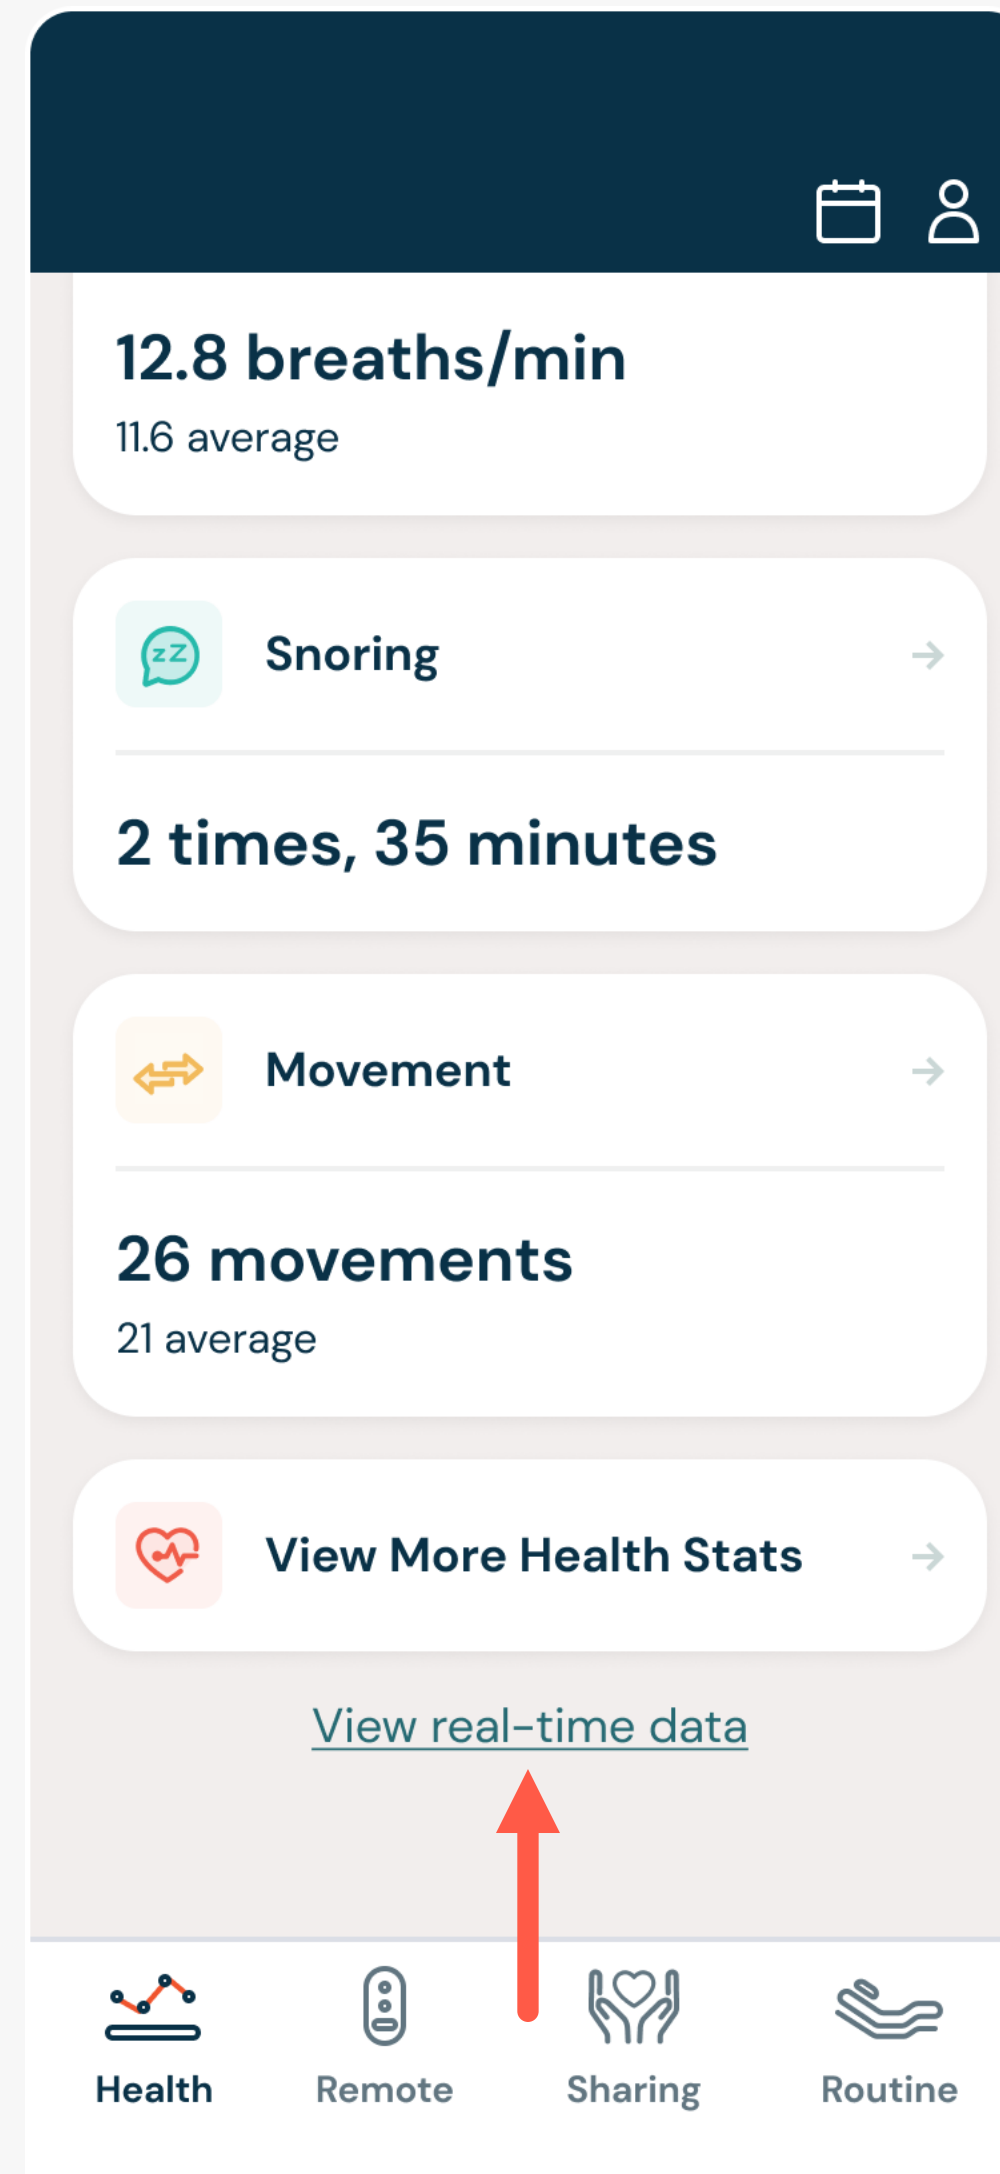 12.8 breaths/min
11.6 average
zZ
Snoring
2 times, 35 minutes
Movement
26 movements
21 average
View More Health Stats
View real-time data
Health
Remote
Sharing
Routine